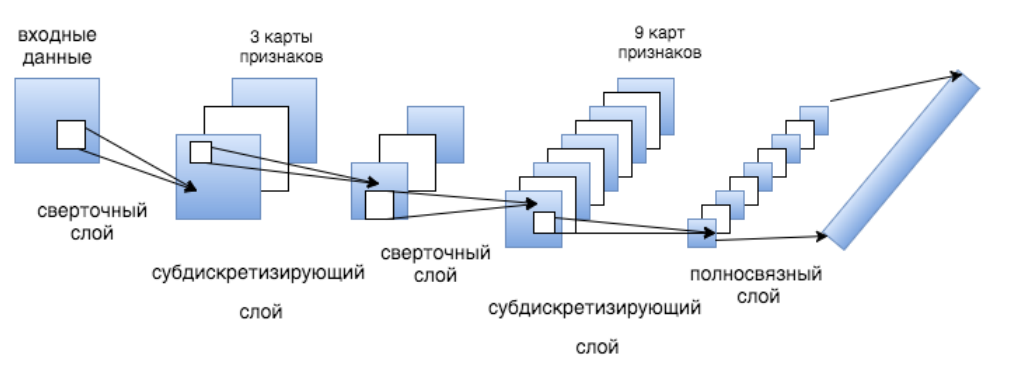 входные
данные
3 карты
признаков
9 карт
признаков
сверточный
слой
субдискретизирующий
слой
сверточный
слой
субдискретизирующий
слой
полносвязный
слой